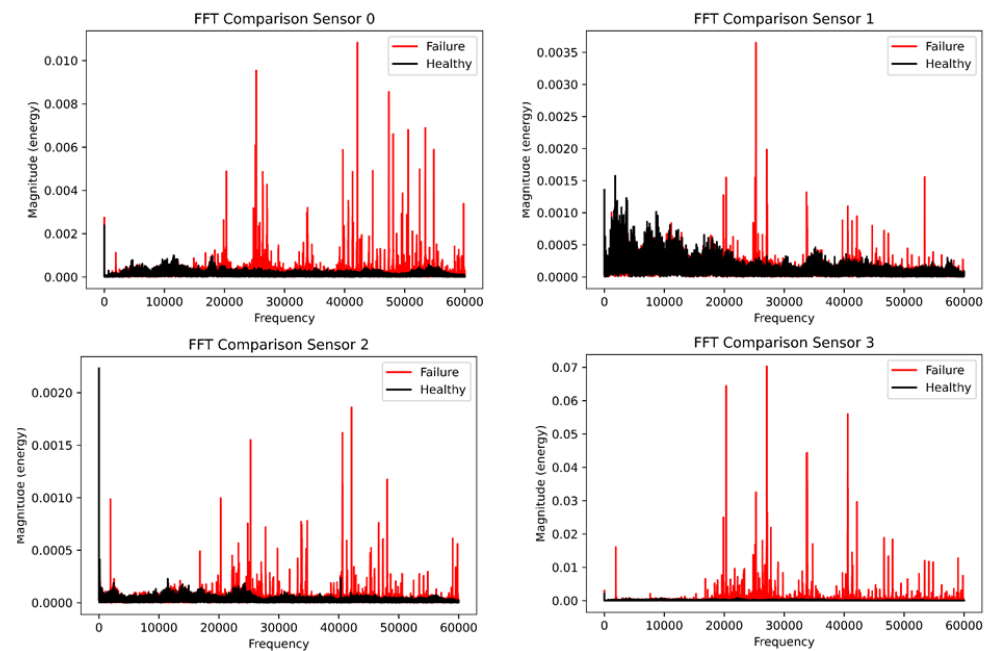 FFT Comparison Sensor 0
Magnitude (energy)
0.010
0.008
0.006
0.004
0.002
0.000
0 10000 20000 30000 40000 50000 60000
Frequency
Failure
Healthy
FFT Comparison Sensor 1
Magnitude (energy)
0.0035
0.0030
0.0025
0.0020
0.0015
0.0010
0.0005
0.0000
0 10000 20000 30000 40000 50000 60000
Frequency
Failure
Healthy
FFT Comparison Sensor 2
Magnitude (energy)
0.0020
0.0015
0.0010
0.0005
0.0000
0 10000 20000 30000 40000 50000 60000
Frequency
Failure
Healthy
FFT Comparison Sensor 3
Magnitude (energy)
0.07
0.06
0.05
0.04
0.03
0.02
0.01
0.00
0 10000 20000 30000 40000 50000 60000
Frequency
Failure
Healthy